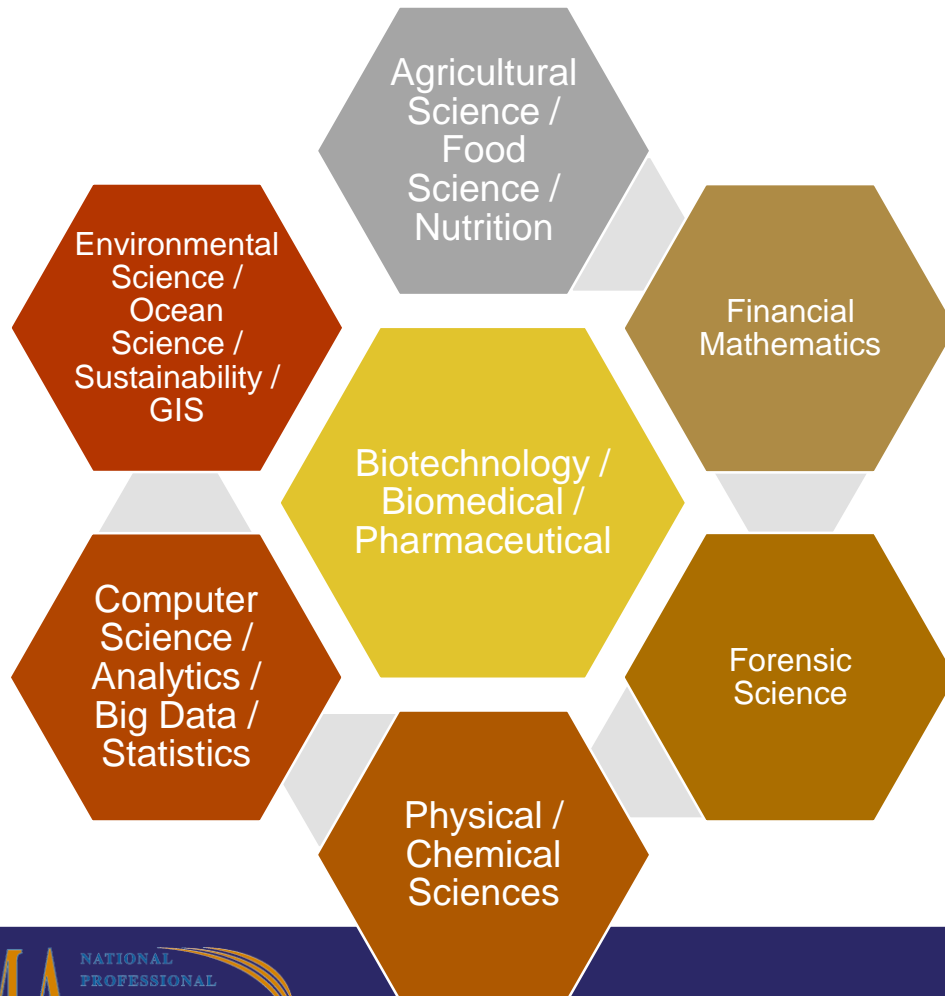 Agricultural
Science /
Food
Science /
Nutrition
Environmental
Science /
Ocean
Science /
Sustainability /
GIS
Financial
Mathematics
Biotechnology /
Biomedical /
Pharmaceutical
Computer
Science /
Analytics /
Big Data /
Statistics
Forensic
Science
Physical /
Chemical
Sciences
NATIONAL
PROFESSIONAL